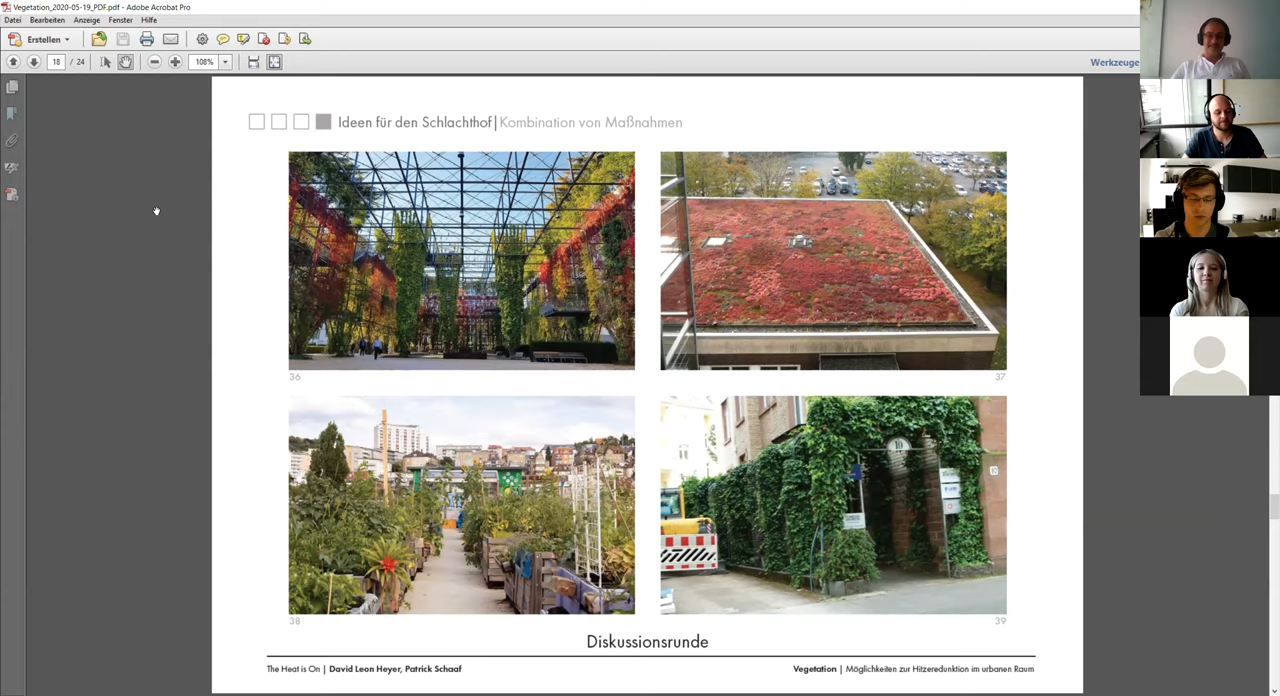 Vegetation_2020-05-19_PDF.pdf - Adobe Acrobat Pro
Datei Bearbeiten Anzeige Fenster Hilfe
Erstellen
18 / 24
108%
Werkzeuge
Ideen für den Schlachthof|Kombination von Maßnahmen
36
37
10
38
39
Diskussionsrunde
The Heat is On | David Leon Heyer, Patrick Schaaf
Vegetation | Möglichkeiten zur Hitzeredunktion im urbanen Raum